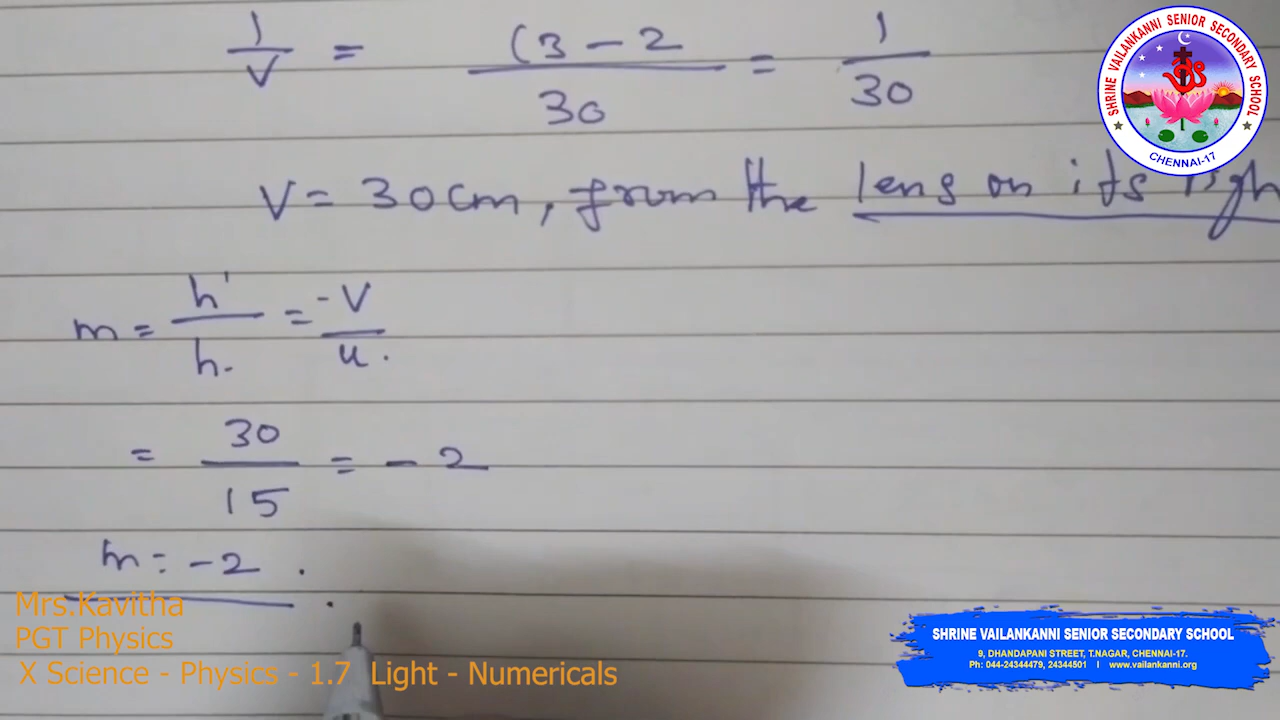 1/V = (3 – 2/30 = 1/30
V = 30cm, from the lens on its righ
m = h'/h. = -V/u.
= 30/15 = – 2
m = – 2 .
SHRINE VAILANKANNI SENIOR SECONDARY SCHOOL
CHENNAI-17
Mrs.Kavitha
PGT Physics
X Science - Physics - 1.7 Light - Numericals
SHRINE VAILANKANNI SENIOR SECONDARY SCHOOL
9, DHANDAPANI STREET, T.NAGAR, CHENNAI-17.
Ph: 044-24344479, 24344501 I www.vailankanni.org